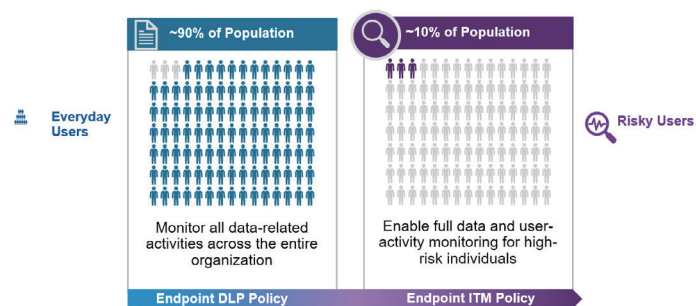 ~90% of Population
~10% of Population
Everyday
Users
Risky Users
Monitor all data-related
activities across the entire
organization
Enable full data and user-
activity monitoring for high-
risk individuals
Endpoint DLP Policy
Endpoint ITM Policy